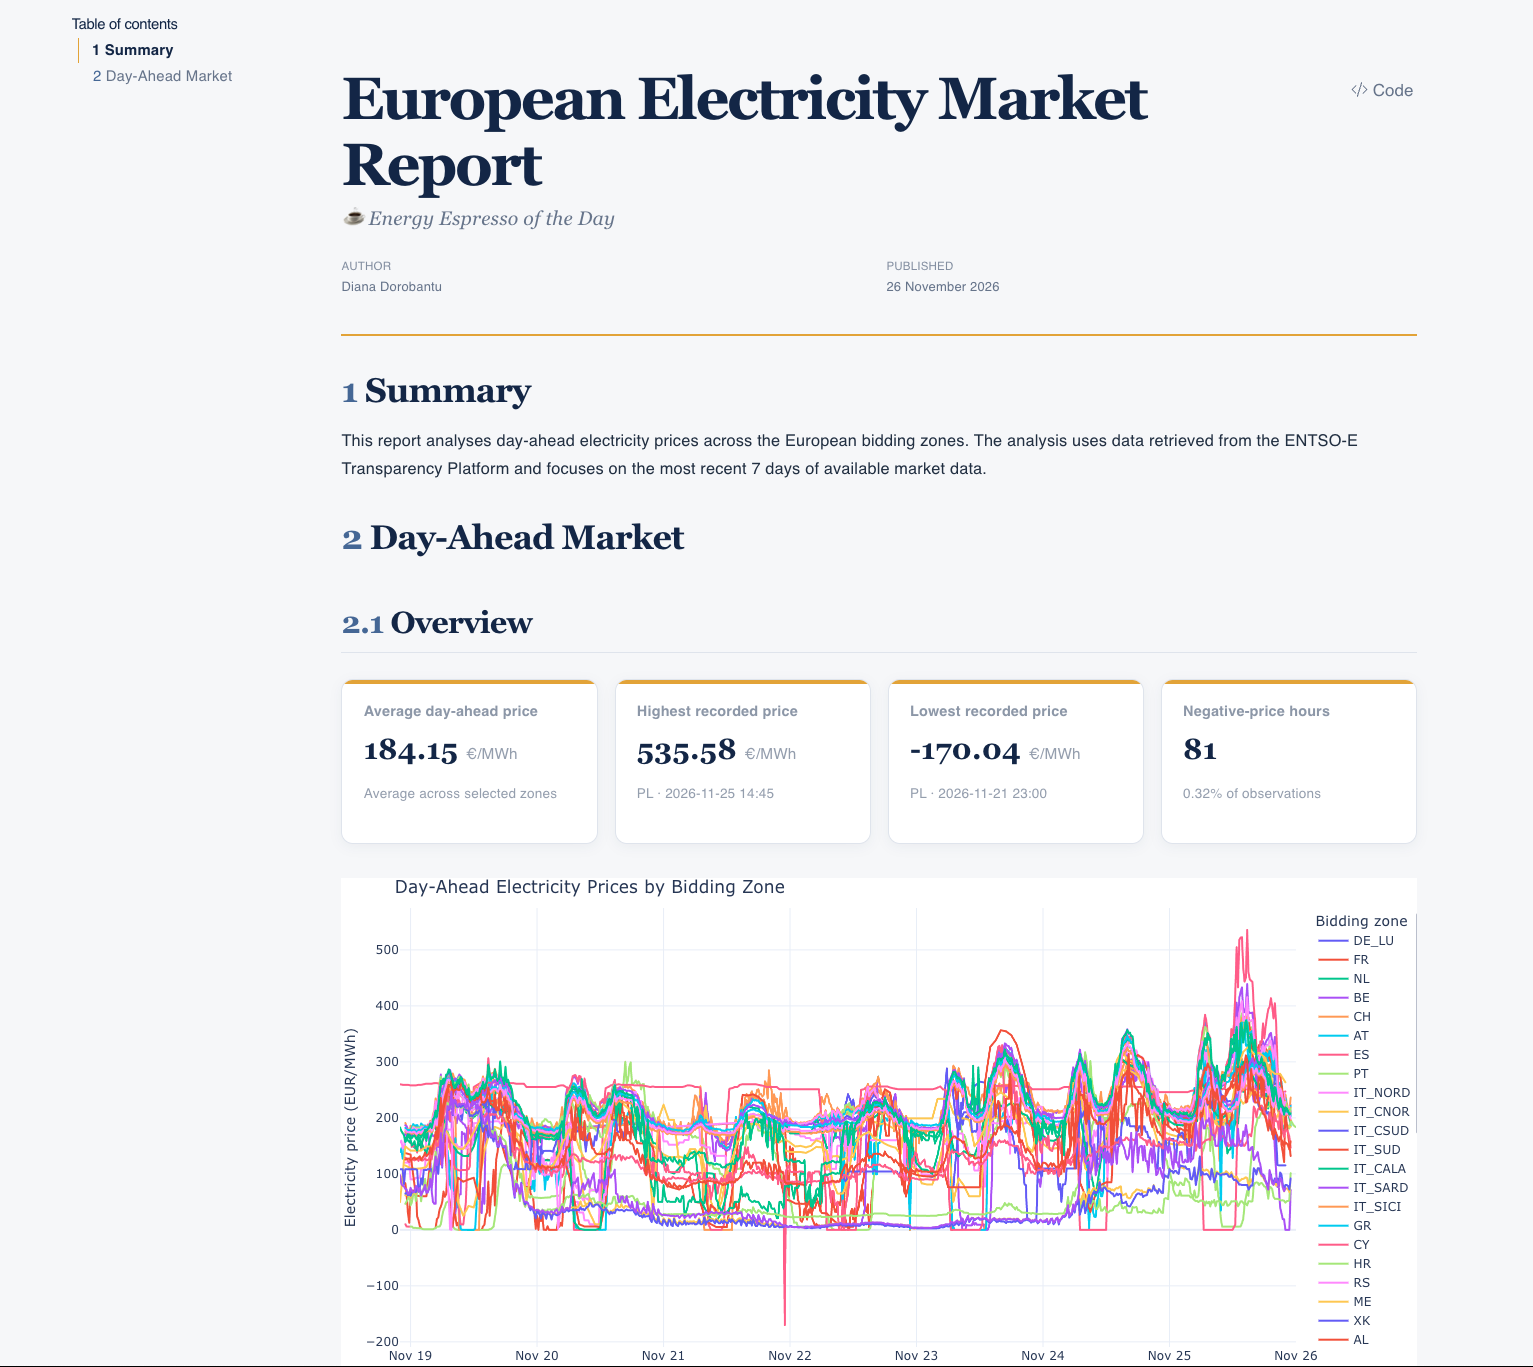 Table of contents
1 Summary
2 Day-Ahead Market
European Electricity Market
Report
</> Code
☕ Energy Espresso of the Day
AUTHOR
Diana Dorobantu
PUBLISHED
26 November 2026
1 Summary
This report analyses day-ahead electricity prices across the European bidding zones. The analysis uses data retrieved from the ENTSO-E
Transparency Platform and focuses on the most recent 7 days of available market data.
2 Day-Ahead Market
2.1 Overview
Average day-ahead price
184.15 €/MWh
Average across selected zones
Highest recorded price
535.58 €/MWh
PL · 2026-11-25 14:45
Lowest recorded price
-170.04 €/MWh
PL · 2026-11-21 23:00
Negative-price hours
81
0.32% of observations
Day-Ahead Electricity Prices by Bidding Zone
Electricity price (EUR/MWh)
500
400
300
200
100
0
−100
−200
Nov 19
Nov 20
Nov 21
Nov 22
Nov 23
Nov 24
Nov 25
Nov 26
Bidding zone
DE_LU
FR
NL
BE
CH
AT
ES
PT
IT_NORD
IT_CNOR
IT_CSUD
IT_SUD
IT_CALA
IT_SARD
IT_SICI
GR
CY
HR
RS
ME
XK
AL